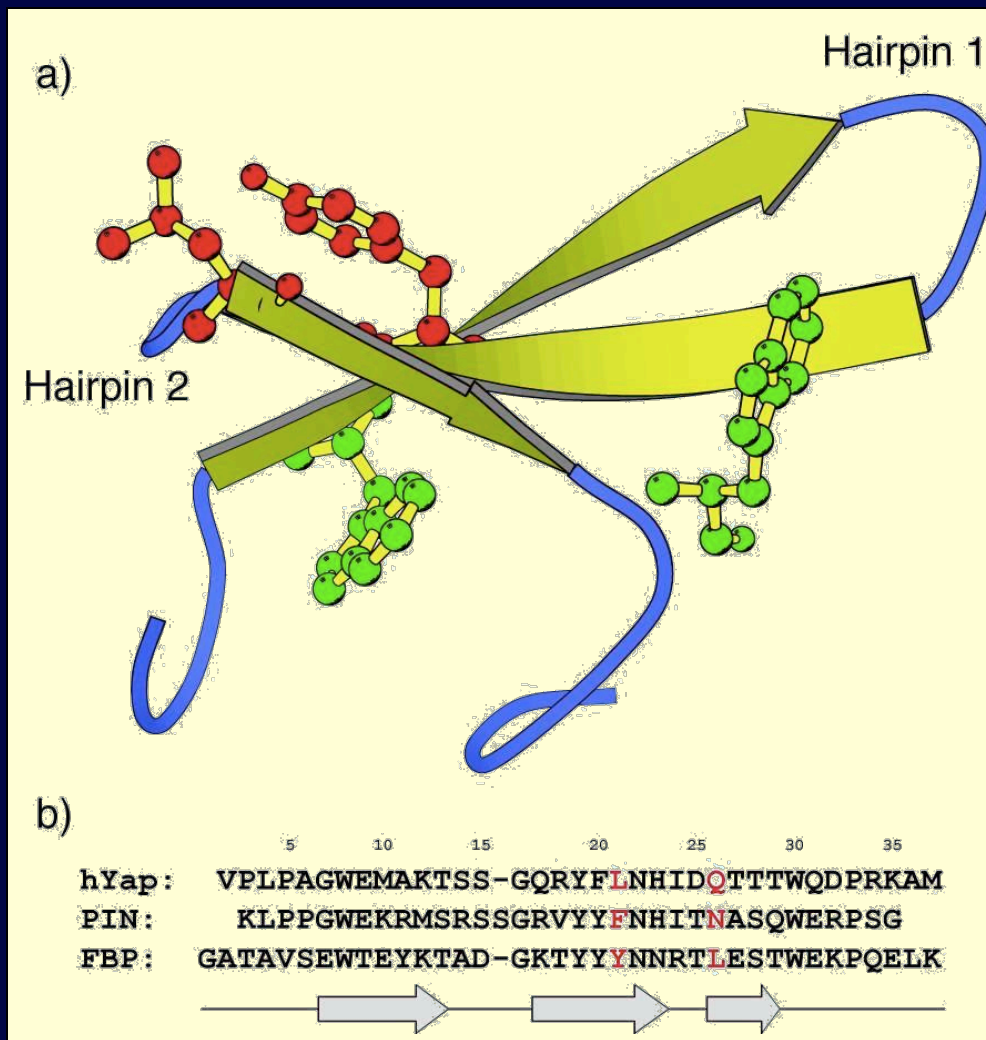 a)
Hairpin 1
Hairpin 2
b)
5 10 15 20 25 30 35
hYap: VPLPAGWEMAKTSS-GQRYFLNHIDQTTTWQDPRKAM
PIN: KLPPGWEKRMSRSSGRVYYFNHITNASQWERPSG
FBP: GATAVSEWTEYKTAD-GKTYYYNNRTLESTWEKPQELK